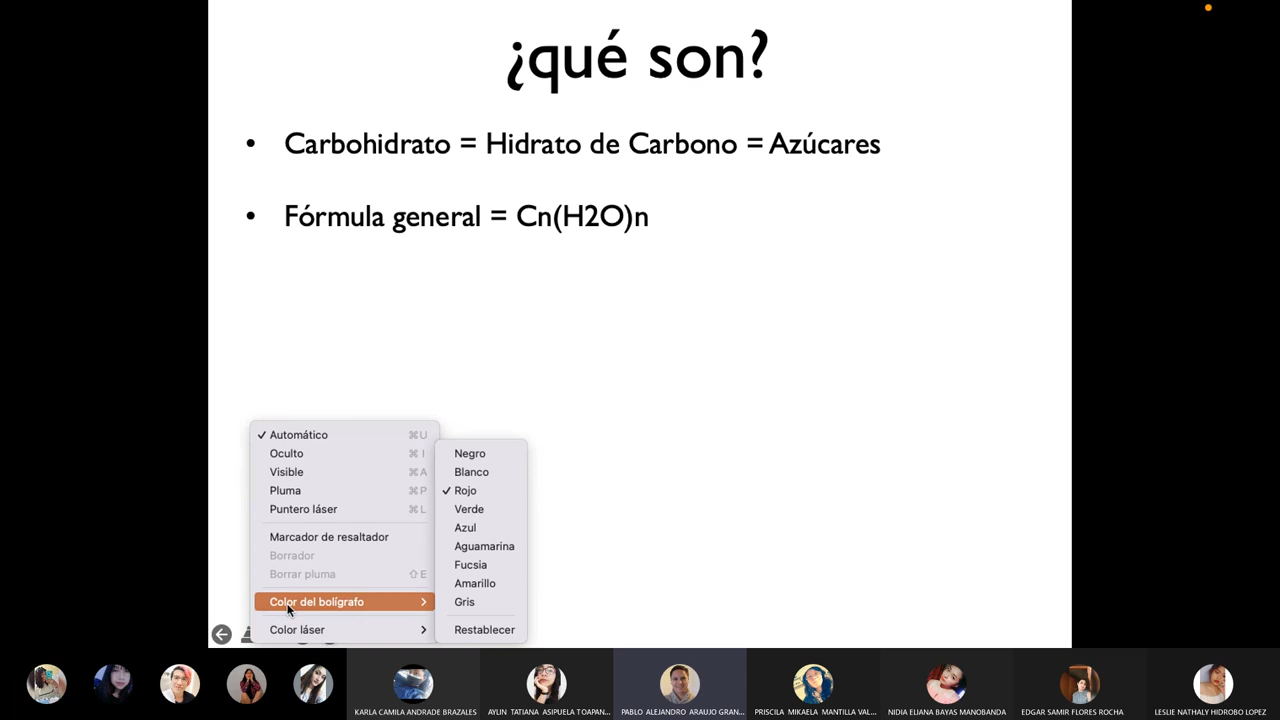 ¿qué son?
• Carbohidrato = Hidrato de Carbono = Azúcares
• Fórmula general = Cn(H2O)n
✓ Automático ⌘U
Oculto ⌘I
Visible ⌘A
Pluma ⌘P
Puntero láser ⌘L
Marcador de resaltador
Borrador
Borrar pluma ⇧E
Color del bolígrafo >
Color láser >
Negro
Blanco
✓ Rojo
Verde
Azul
Aguamarina
Fucsia
Amarillo
Gris
Restablecer
KARLA CAMILA ANDRADE BRAZALES
AYLIN TATIANA ASIPUELA TOAPAN...
PABLO ALEJANDRO ARAUJO GRAN...
PRISCILA MIKAELA MANTILLA VAL...
NIDIA ELIANA BAYAS MANOBANDA
EDGAR SAMIR FLORES ROCHA
LESLIE NATHALY HIDROBO LOPEZ